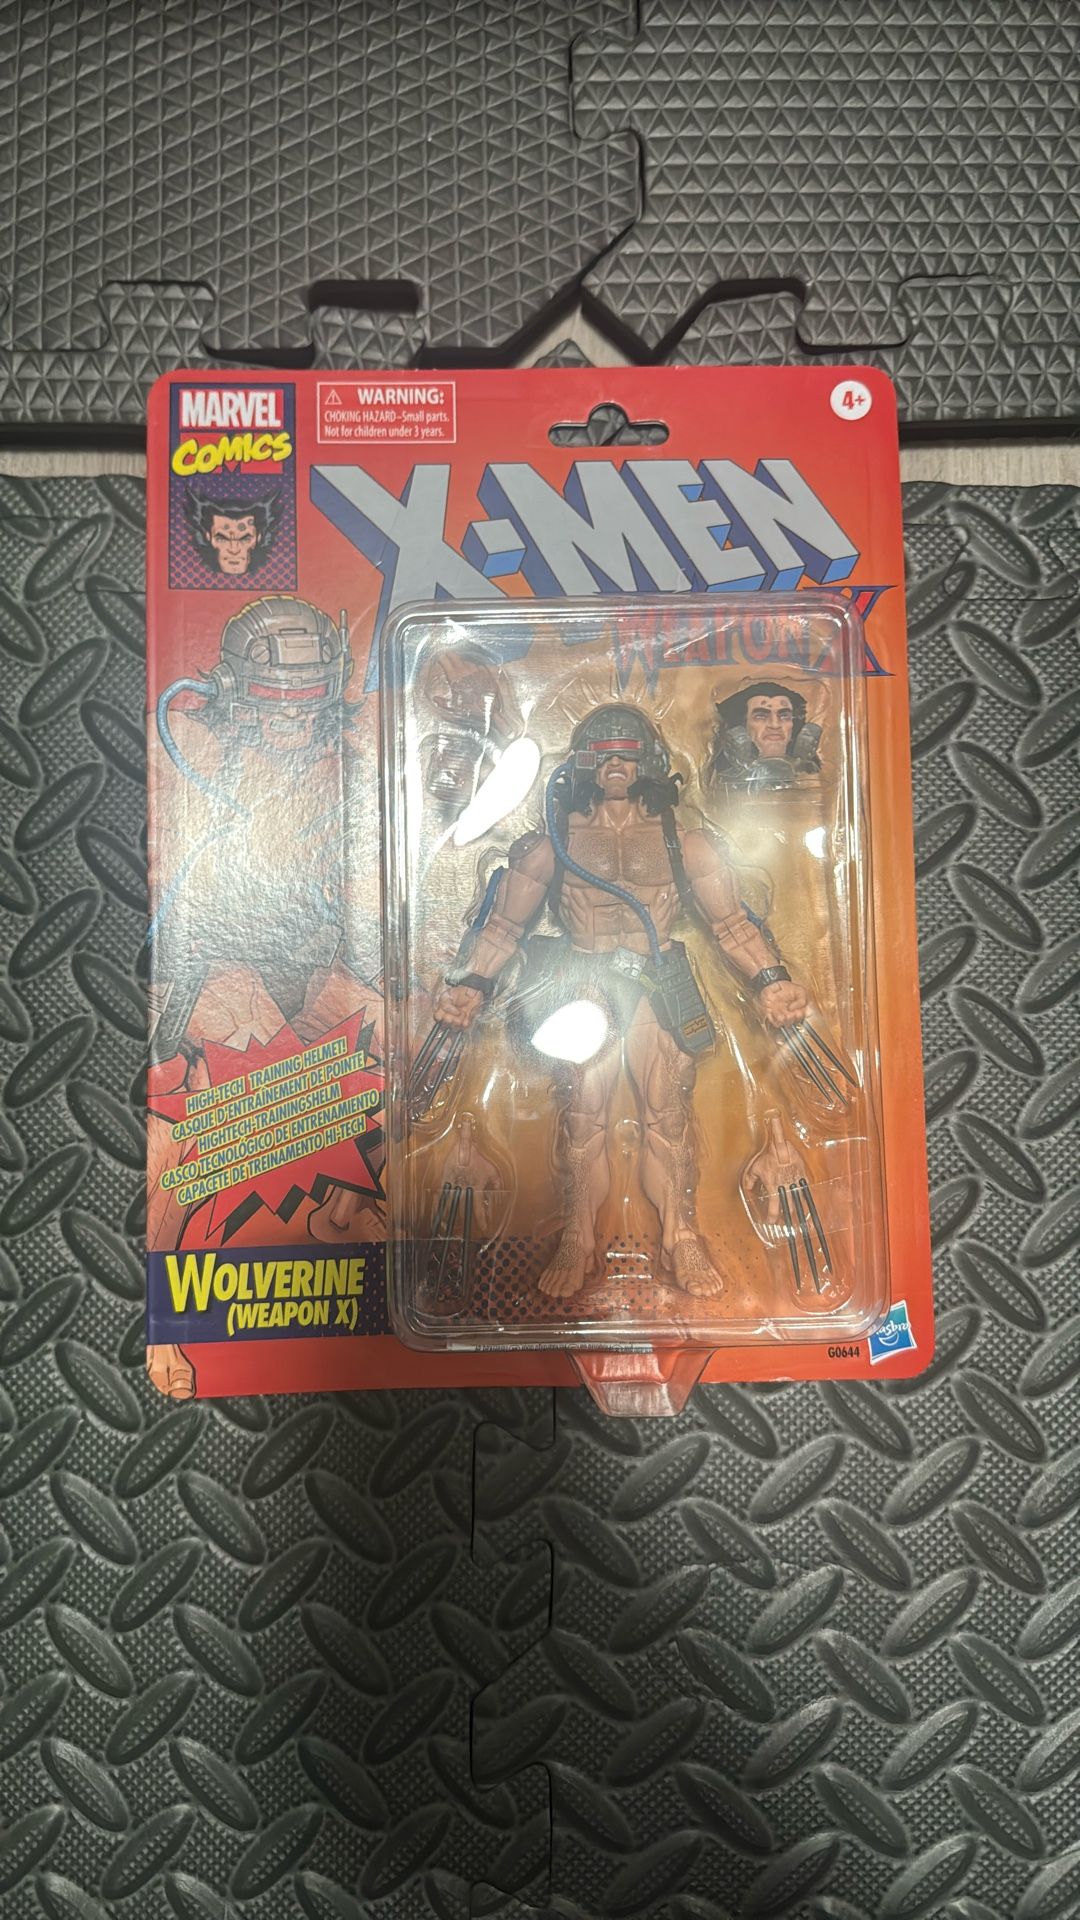 MARVEL
COMICS
WARNING:
CHOKING HAZARD–Small parts.
Not for children under 3 years.
4+
X-MEN
WEAPON X
HIGH-TECH TRAINING HELMET!
CASQUE D'ENTRAÎNEMENT DE POINTE
HIGHTECH-TRAININGSHELM
CASCO TECNOLÓGICO DE ENTRENAMIENTO
CAPACETE DE TREINAMENTO HI-TECH
WOLVERINE
(WEAPON X)
G0644
Hasbro